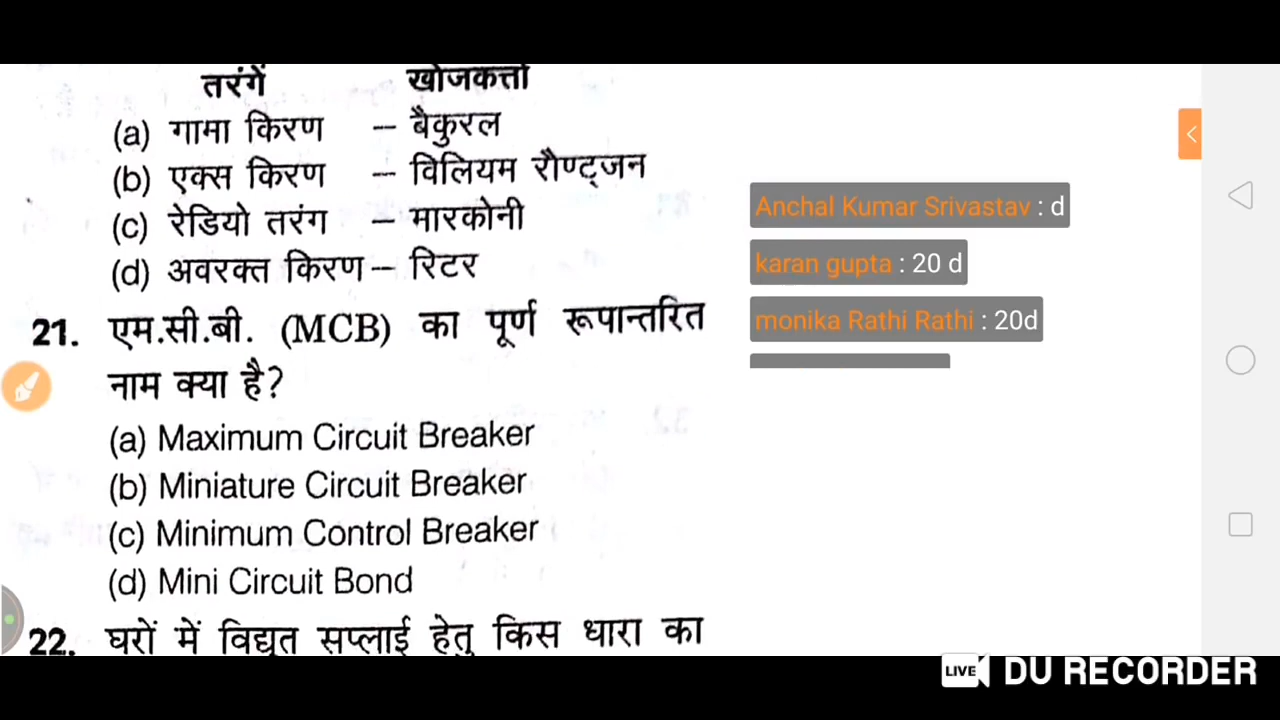 तरंगें खोजकर्त्ता
(a) गामा किरण – बैकुरल
(b) एक्स किरण – विलियम रौण्ट्जन
(c) रेडियो तरंग – मारकोनी
(d) अवरक्त किरण – रिटर
21. एम.सी.बी. (MCB) का पूर्ण रूपान्तरित
नाम क्या है?
(a) Maximum Circuit Breaker
(b) Miniature Circuit Breaker
(c) Minimum Control Breaker
(d) Mini Circuit Bond
22. घरों में विद्युत सप्लाई हेतु किस धारा का
Anchal Kumar Srivastav : d
karan gupta : 20 d
monika Rathi Rathi : 20d
LIVE DU RECORDER